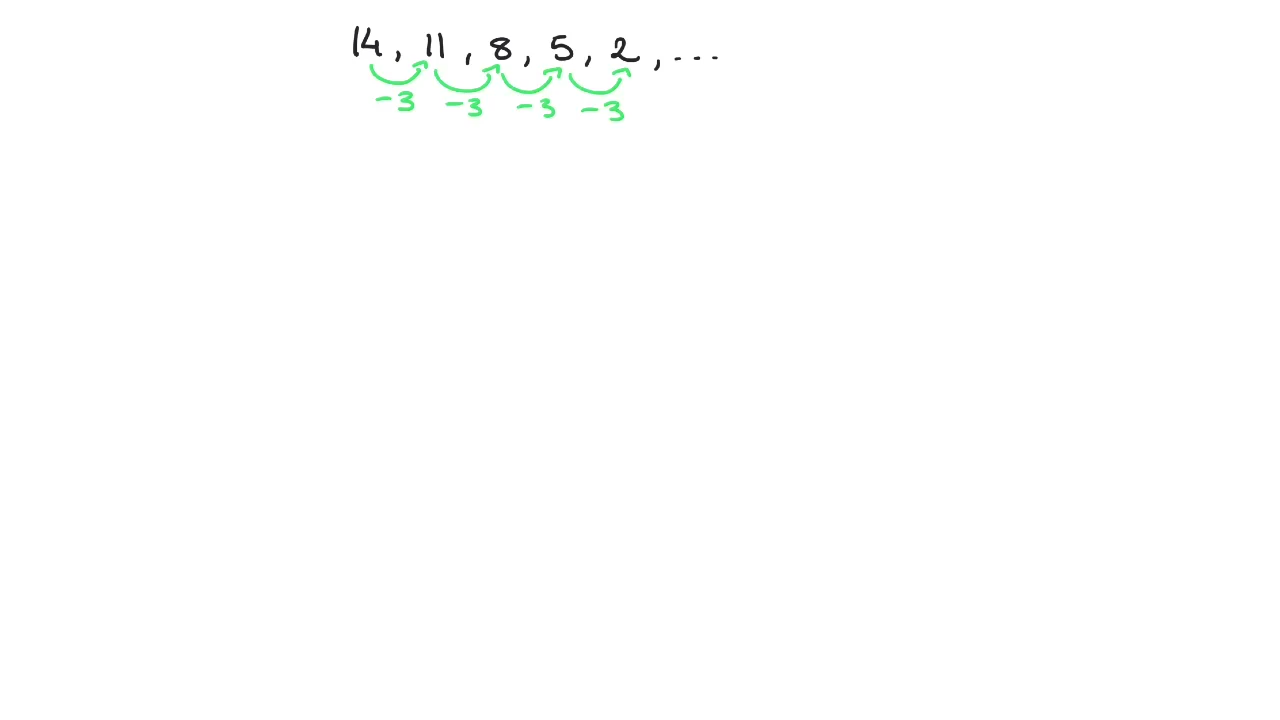 14, 11, 8, 5, 2, ...
-3 -3 -3 -3